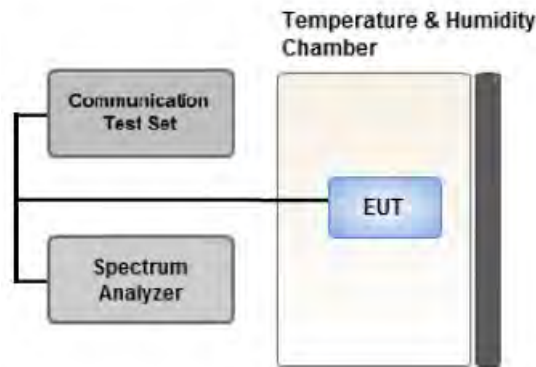 Temperature & Humidity
Chamber
Communication
Test Set
EUT
Spectrum
Analyzer